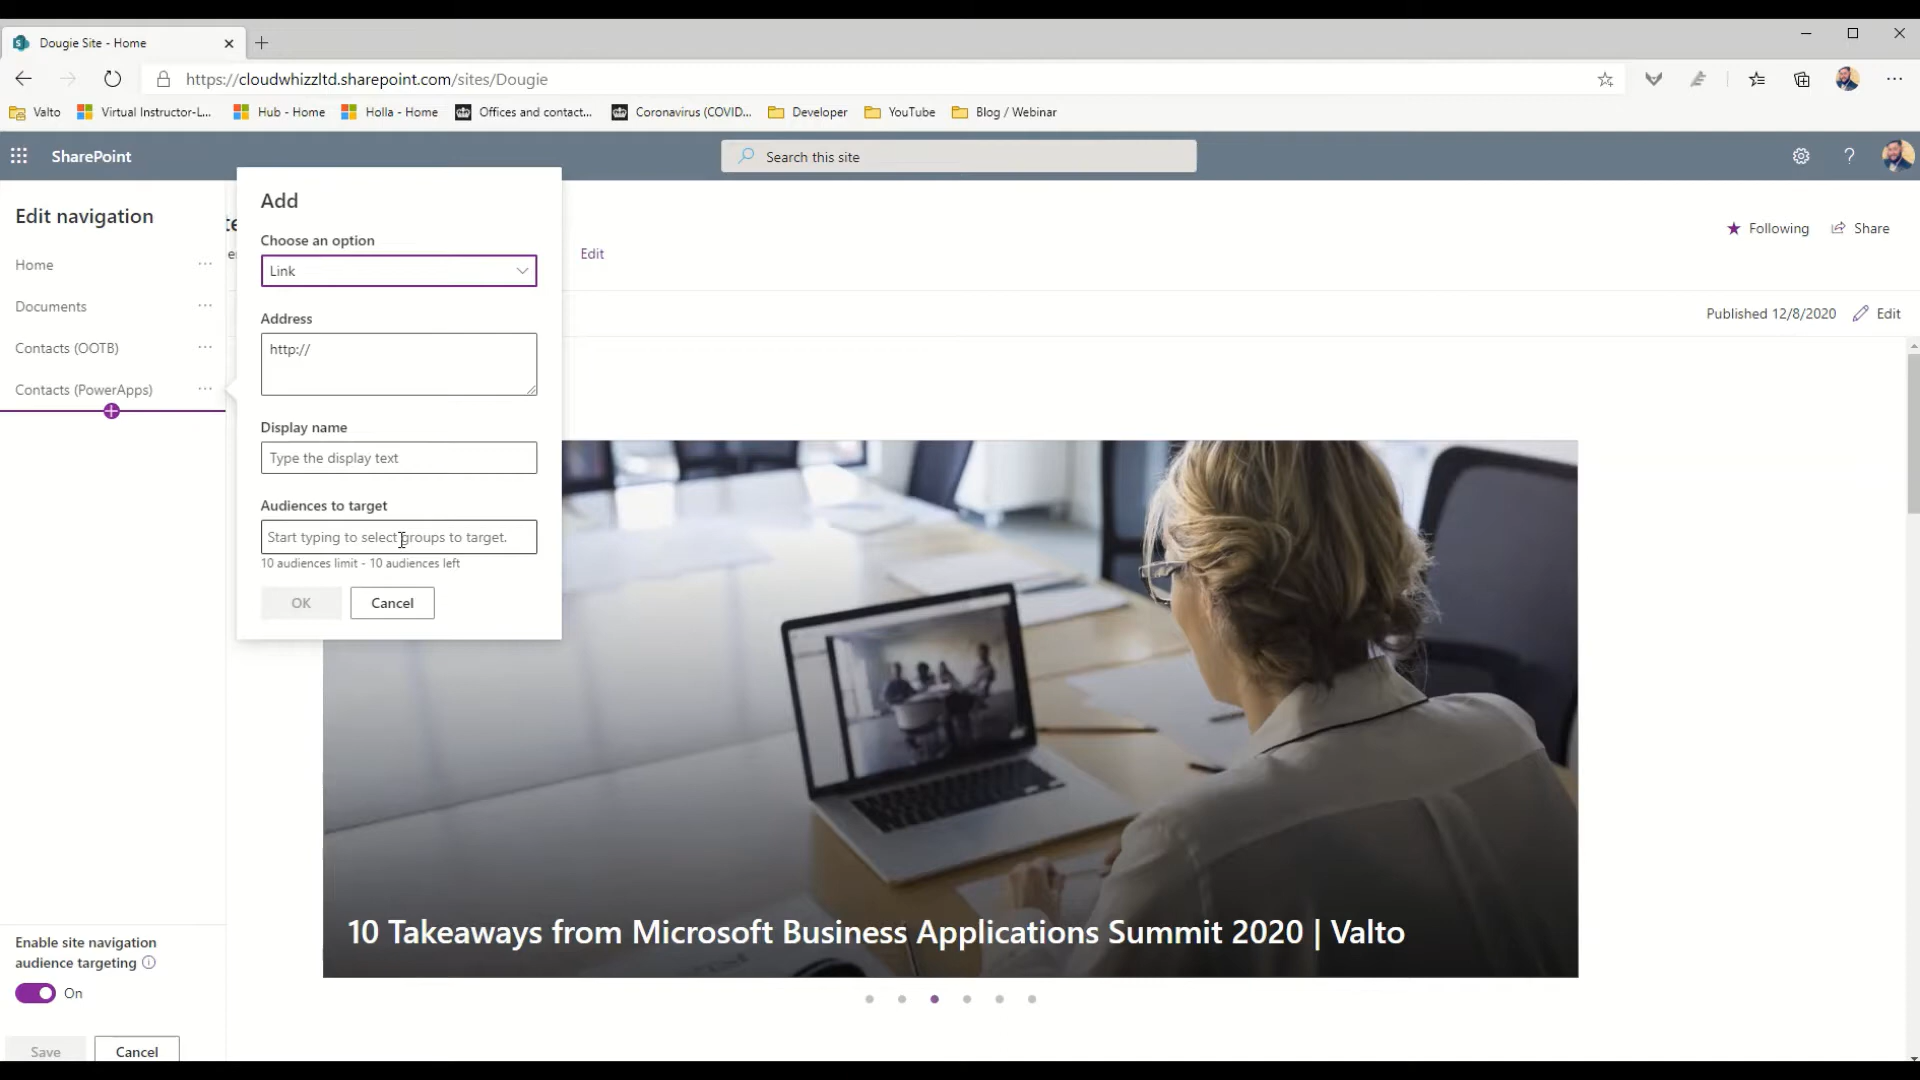 Dougie Site - Home
https://cloudwhizzltd.sharepoint.com/sites/Dougie
Valto
Virtual Instructor-L...
Hub - Home
Holla - Home
Offices and contact...
Coronavirus (COVID...
Developer
YouTube
Blog / Webinar
SharePoint
Search this site
?
Edit navigation
Home
Documents
Contacts (OOTB)
Contacts (PowerApps)
Add
Choose an option
Link
Address
http://
Display name
Type the display text
Audiences to target
Start typing to select groups to target.
10 audiences limit - 10 audiences left
OK
Cancel
Edit
Following
Share
Published 12/8/2020
Edit
10 Takeaways from Microsoft Business Applications Summit 2020 | Valto
Enable site navigation
audience targeting
On
Save
Cancel